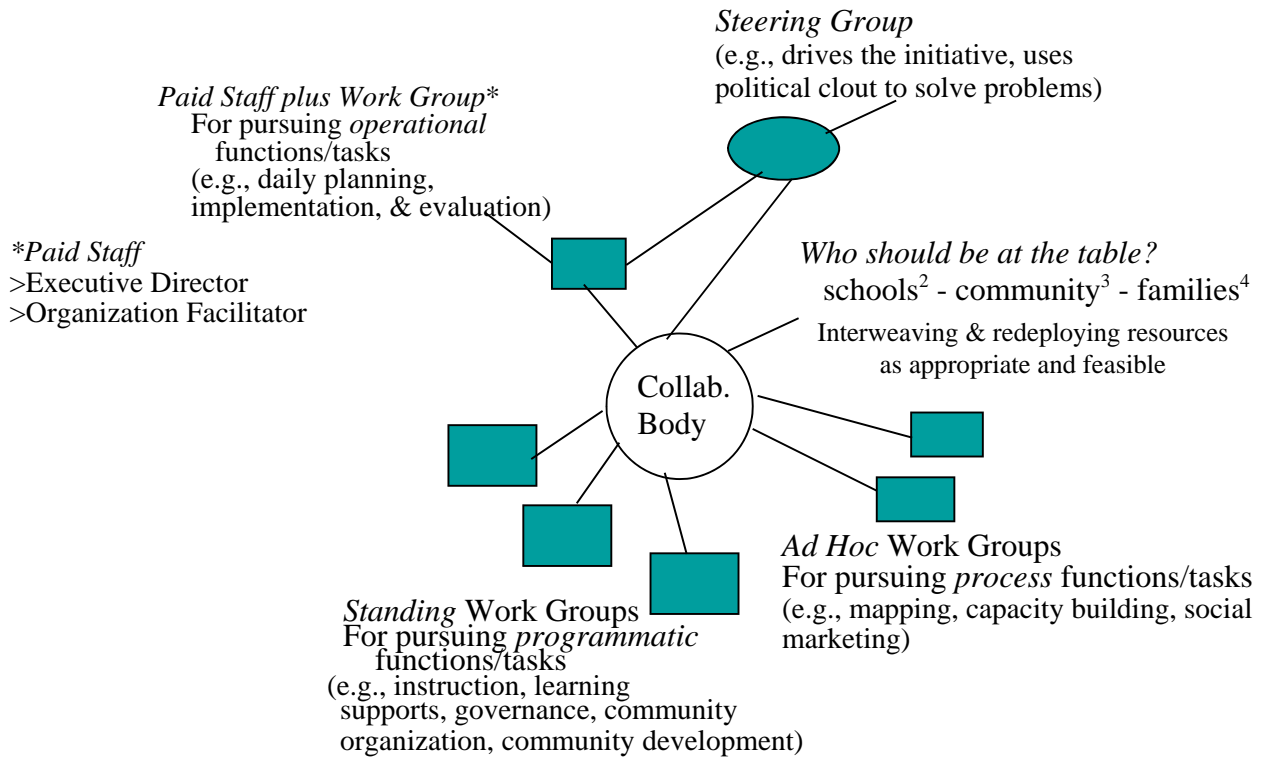 Steering Group
(e.g., drives the initiative, uses
political clout to solve problems)
Paid Staff plus Work Group*
For pursuing operational
functions/tasks
(e.g., daily planning,
implementation, & evaluation)
*Paid Staff
>Executive Director
>Organization Facilitator
Who should be at the table?
schools² - community³ - families⁴
Interweaving & redeploying resources
as appropriate and feasible
Collab.
Body
Ad Hoc Work Groups
For pursuing process functions/tasks
(e.g., mapping, capacity building, social
marketing)
Standing Work Groups
For pursuing programmatic
functions/tasks
(e.g., instruction, learning
supports, governance, community
organization, community development)